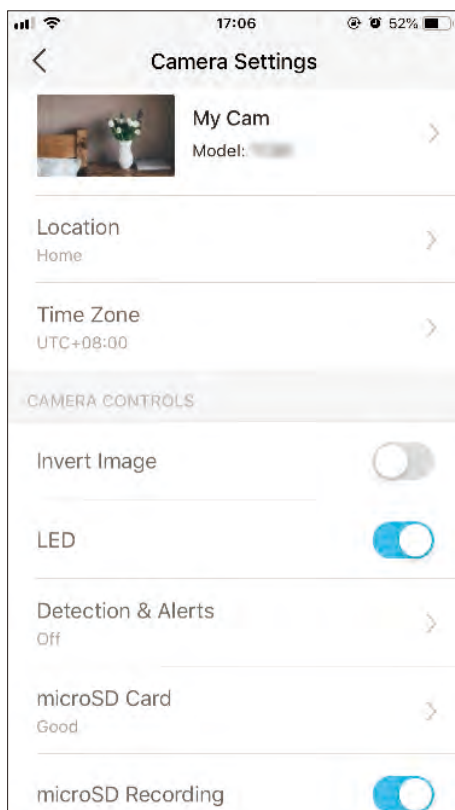 17:06
52%
Camera Settings
My Cam
Model:
Location
Home
Time Zone
UTC+08:00
CAMERA CONTROLS
Invert Image
LED
Detection & Alerts
Off
microSD Card
Good
microSD Recording